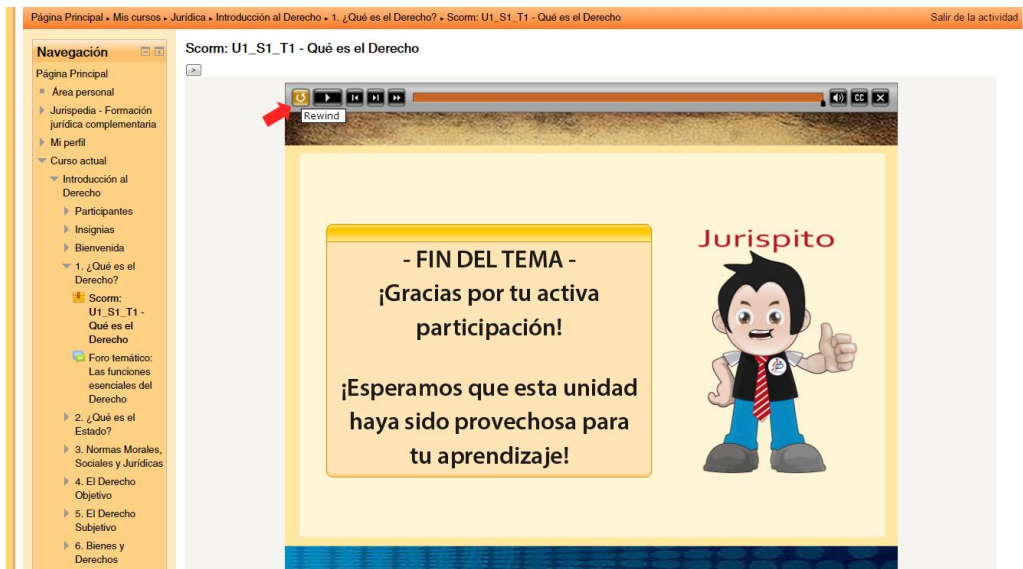 Página Principal ▸ Mis cursos ▸ Jurídica ▸ Introducción al Derecho ▸ 1. ¿Qué es el Derecho? ▸ Scorm: U1_S1_T1 - Qué es el Derecho
Salir de la actividad
Navegación
Página Principal
Área personal
Jurispedia - Formación
jurídica complementaria
Mi perfil
Curso actual
Introducción al
Derecho
Participantes
Insignias
Bienvenida
1. ¿Qué es el
Derecho?
Scorm:
U1_S1_T1 -
Qué es el
Derecho
Foro temático:
Las funciones
esenciales del
Derecho
2. ¿Qué es el
Estado?
3. Normas Morales,
Sociales y Jurídicas
4. El Derecho
Objetivo
5. El Derecho
Subjetivo
6. Bienes y
Derechos
Scorm: U1_S1_T1 - Qué es el Derecho
>
CC
Rewind
- FIN DEL TEMA -
¡Gracias por tu activa
participación!
¡Esperamos que esta unidad
haya sido provechosa para
tu aprendizaje!
Jurispito